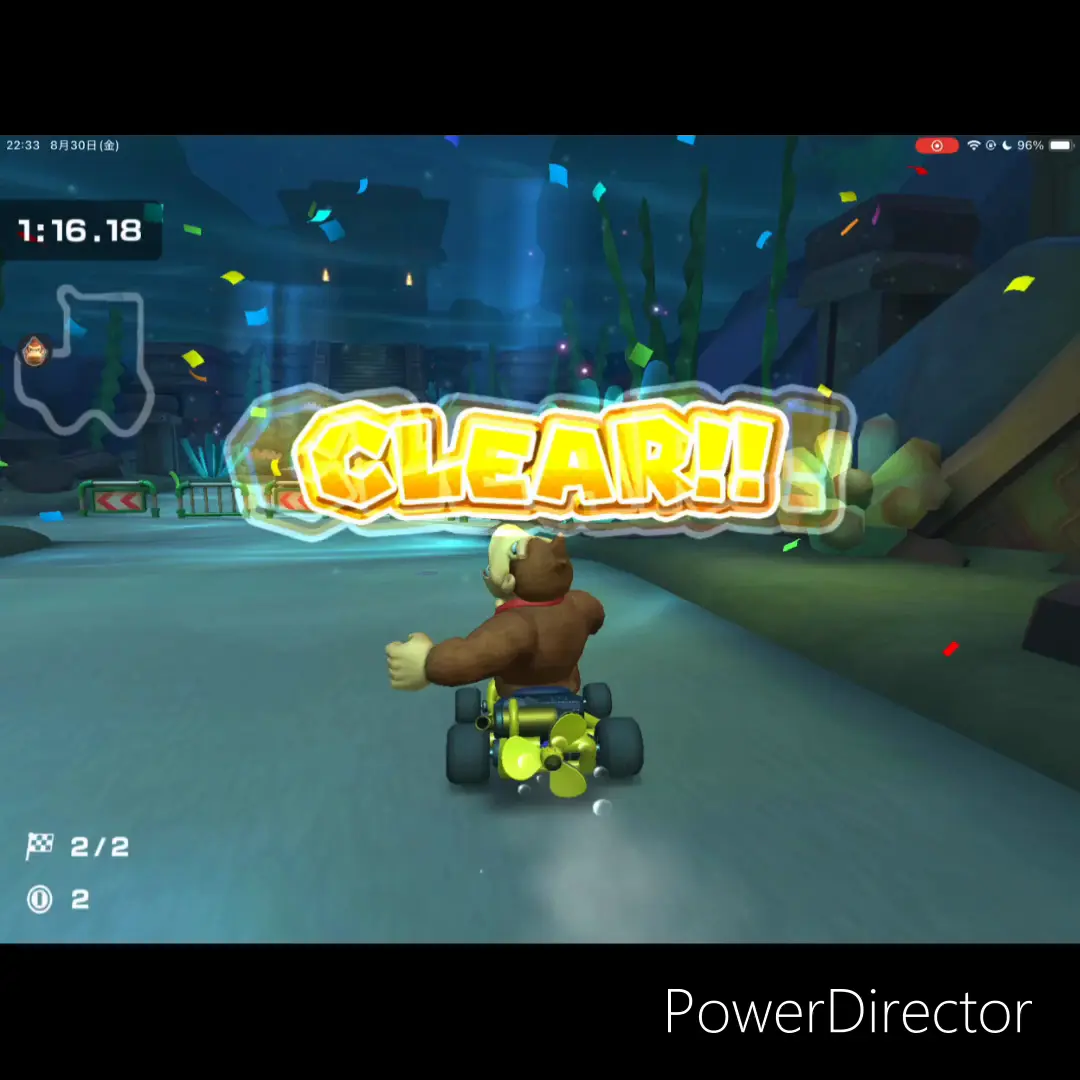 22:33 8月30日(金)
96%
1:16.18
CLEAR!!
2/2
2
PowerDirector